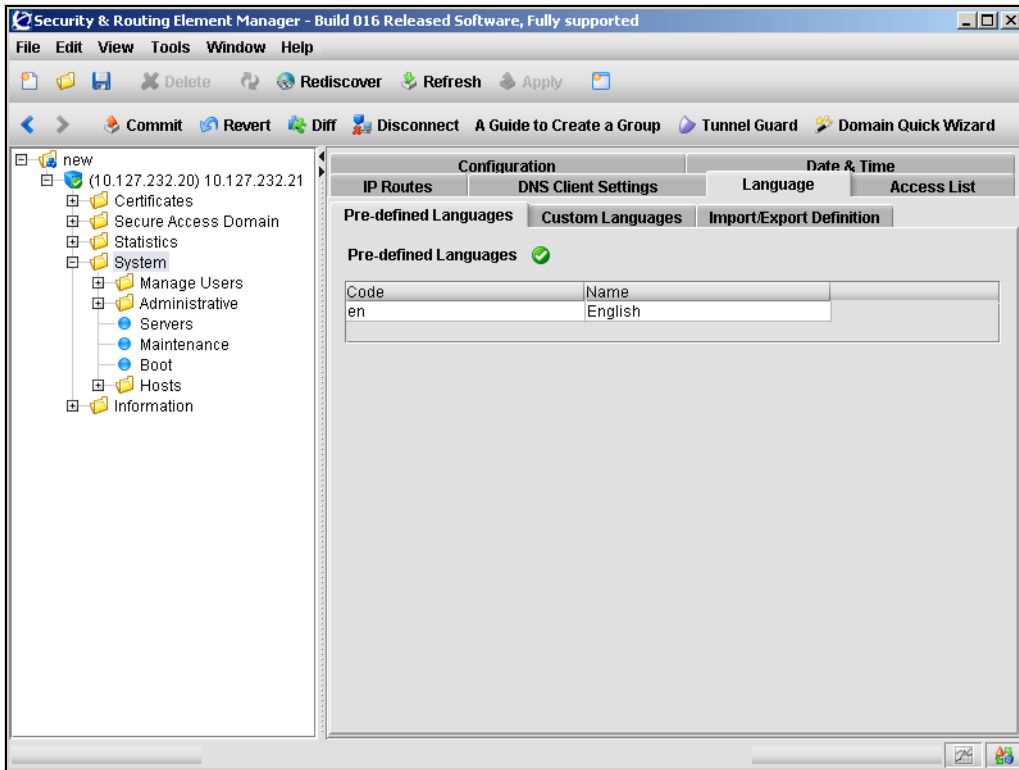 Security & Routing Element Manager - Build 016 Released Software, Fully supported
File Edit View Tools Window Help
Delete Rediscover Refresh Apply
Commit Revert Diff Disconnect A Guide to Create a Group Tunnel Guard Domain Quick Wizard
new
(10.127.232.20) 10.127.232.21
Certificates
Secure Access Domain
Statistics
System
Manage Users
Administrative
Servers
Maintenance
Boot
Hosts
Information
Configuration Date & Time
IP Routes DNS Client Settings Language Access List
Pre-defined Languages Custom Languages Import/Export Definition
Pre-defined Languages
Code Name
en English